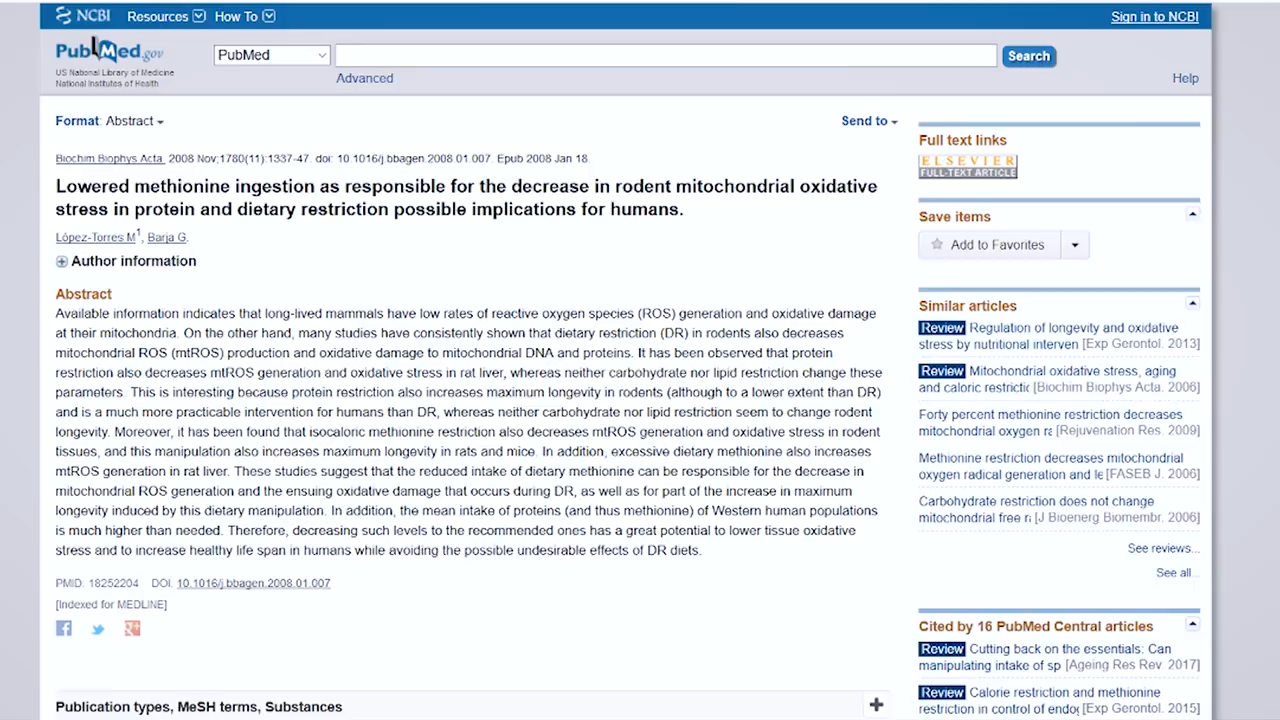 NCBI Resources How To Sign in to NCBI
PubMed.gov
US National Library of Medicine
National Institutes of Health
PubMed
Search
Advanced
Help
Format: Abstract
Send to
Biochim Biophys Acta. 2008 Nov;1780(11):1337-47. doi: 10.1016/j.bbagen.2008.01.007. Epub 2008 Jan 18.
Lowered methionine ingestion as responsible for the decrease in rodent mitochondrial oxidative
stress in protein and dietary restriction possible implications for humans.
López-Torres M1, Barja G.
Author information
Abstract
Available information indicates that long-lived mammals have low rates of reactive oxygen species (ROS) generation and oxidative damage
at their mitochondria. On the other hand, many studies have consistently shown that dietary restriction (DR) in rodents also decreases
mitochondrial ROS (mtROS) production and oxidative damage to mitochondrial DNA and proteins. It has been observed that protein
restriction also decreases mtROS generation and oxidative stress in rat liver, whereas neither carbohydrate nor lipid restriction change these
parameters. This is interesting because protein restriction also increases maximum longevity in rodents (although to a lower extent than DR)
and is a much more practicable intervention for humans than DR, whereas neither carbohydrate nor lipid restriction seem to change rodent
longevity. Moreover, it has been found that isocaloric methionine restriction also decreases mtROS generation and oxidative stress in rodent
tissues, and this manipulation also increases maximum longevity in rats and mice. In addition, excessive dietary methionine also increases
mtROS generation in rat liver. These studies suggest that the reduced intake of dietary methionine can be responsible for the decrease in
mitochondrial ROS generation and the ensuing oxidative damage that occurs during DR, as well as for part of the increase in maximum
longevity induced by this dietary manipulation. In addition, the mean intake of proteins (and thus methionine) of Western human populations
is much higher than needed. Therefore, decreasing such levels to the recommended ones has a great potential to lower tissue oxidative
stress and to increase healthy life span in humans while avoiding the possible undesirable effects of DR diets.
PMID: 18252204 DOI: 10.1016/j.bbagen.2008.01.007
[Indexed for MEDLINE]
Publication types, MeSH terms, Substances
Full text links
ELSEVIER
FULL-TEXT ARTICLE
Save items
Add to Favorites
Similar articles
Review Regulation of longevity and oxidative
stress by nutritional interven [Exp Gerontol. 2013]
Review Mitochondrial oxidative stress, aging
and caloric restrictic [Biochim Biophys Acta. 2006]
Forty percent methionine restriction decreases
mitochondrial oxygen ra [Rejuvenation Res. 2009]
Methionine restriction decreases mitochondrial
oxygen radical generation and le [FASEB J. 2006]
Carbohydrate restriction does not change
mitochondrial free r [J Bioenerg Biomembr. 2006]
See reviews...
See all...
Cited by 16 PubMed Central articles
Review Cutting back on the essentials: Can
manipulating intake of sp [Ageing Res Rev. 2017]
Review Calorie restriction and methionine
restriction in control of endog [Exp Gerontol. 2015]